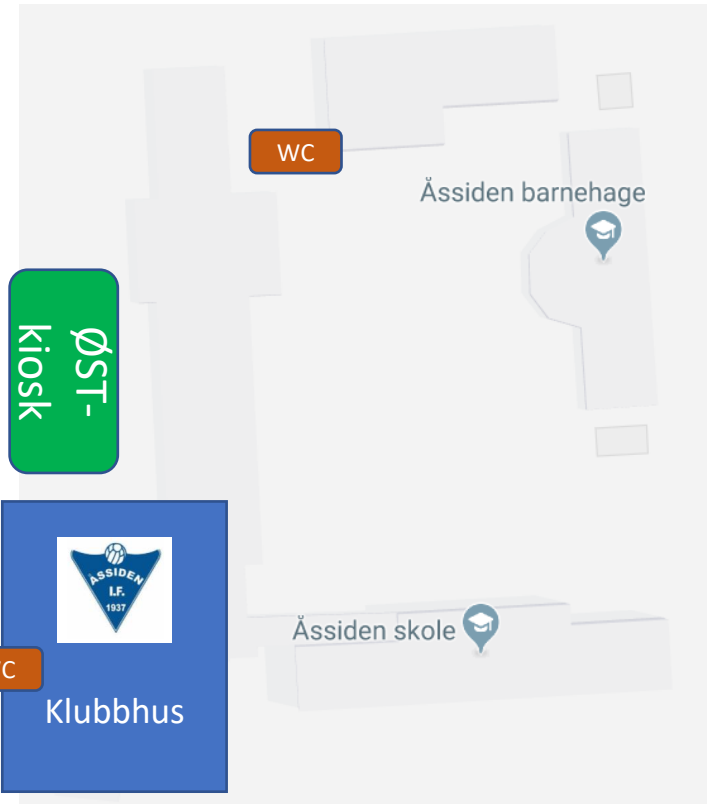 WC
Åssiden barnehage
ØST-
kiosk
ÅSSIDEN
I.F.
1937
Åssiden skole
Klubbhus